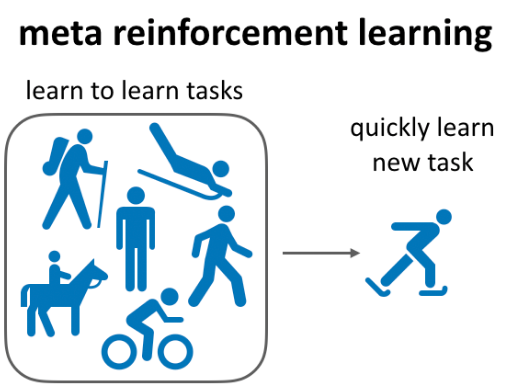 meta reinforcement learning
learn to learn tasks
quickly learn
new task